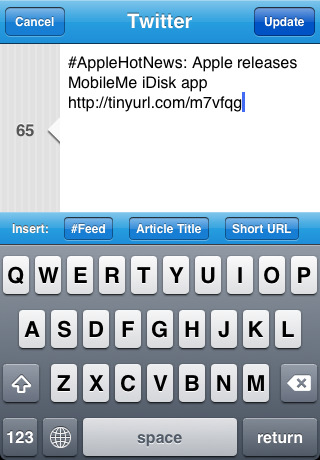 Cancel Twitter Update
#AppleHotNews: Apple releases
MobileMe iDisk app
http://tinyurl.com/m7vfqg
65
Insert: #Feed Article Title Short URL
Q W E R T Y U I O P
A S D F G H J K L
Z X C V B N M
123 space return